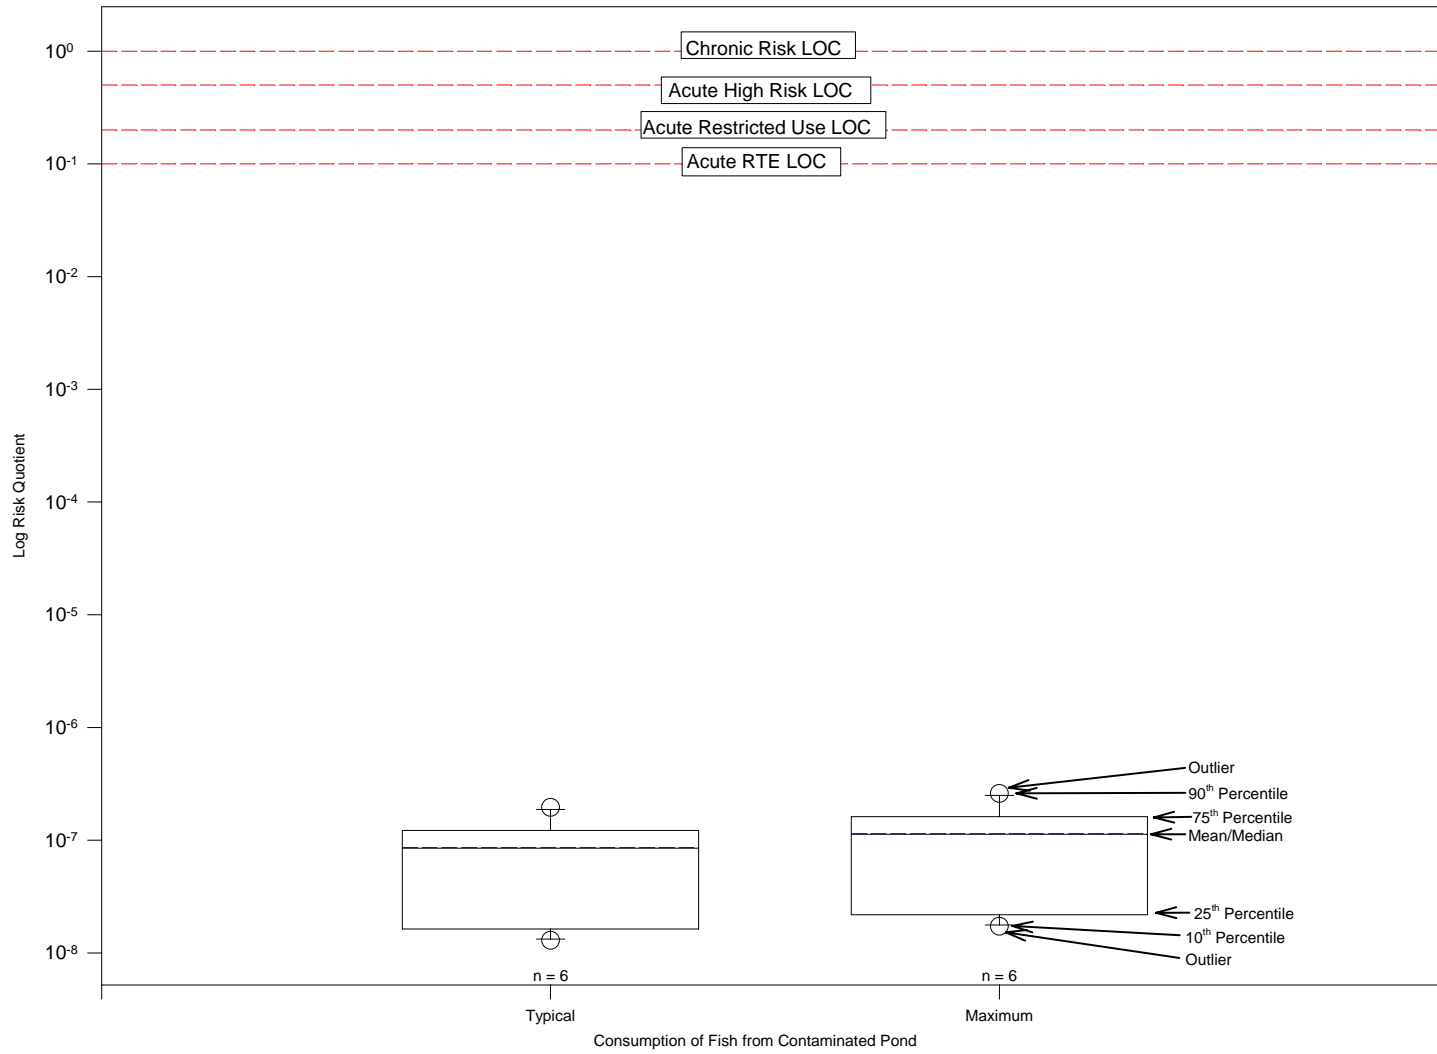 10⁰
Chronic Risk LOC
Acute High Risk LOC
Acute Restricted Use LOC
10⁻¹
Acute RTE LOC
10⁻²
10⁻³
Log Risk Quotient
10⁻⁴
10⁻⁵
10⁻⁶
Outlier
90th Percentile
75th Percentile
10⁻⁷
Mean/Median
25th Percentile
10th Percentile
10⁻⁸
Outlier
n = 6
n = 6
Typical
Maximum
Consumption of Fish from Contaminated Pond